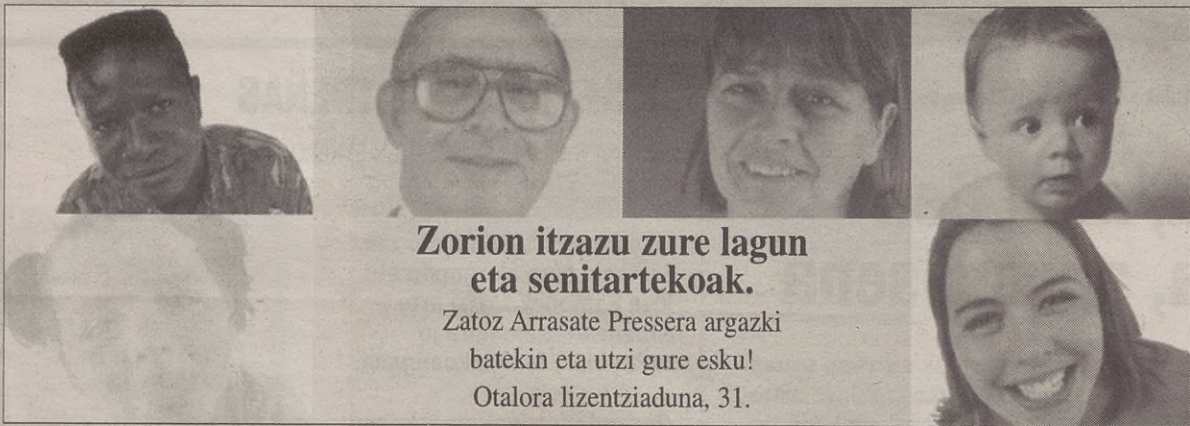 Zorion itzazu zure lagun
eta senitartekoak.
Zatoz Arrasate Pressera argazki
batekin eta utzi gure esku!
Otalora lizentziaduna, 31.